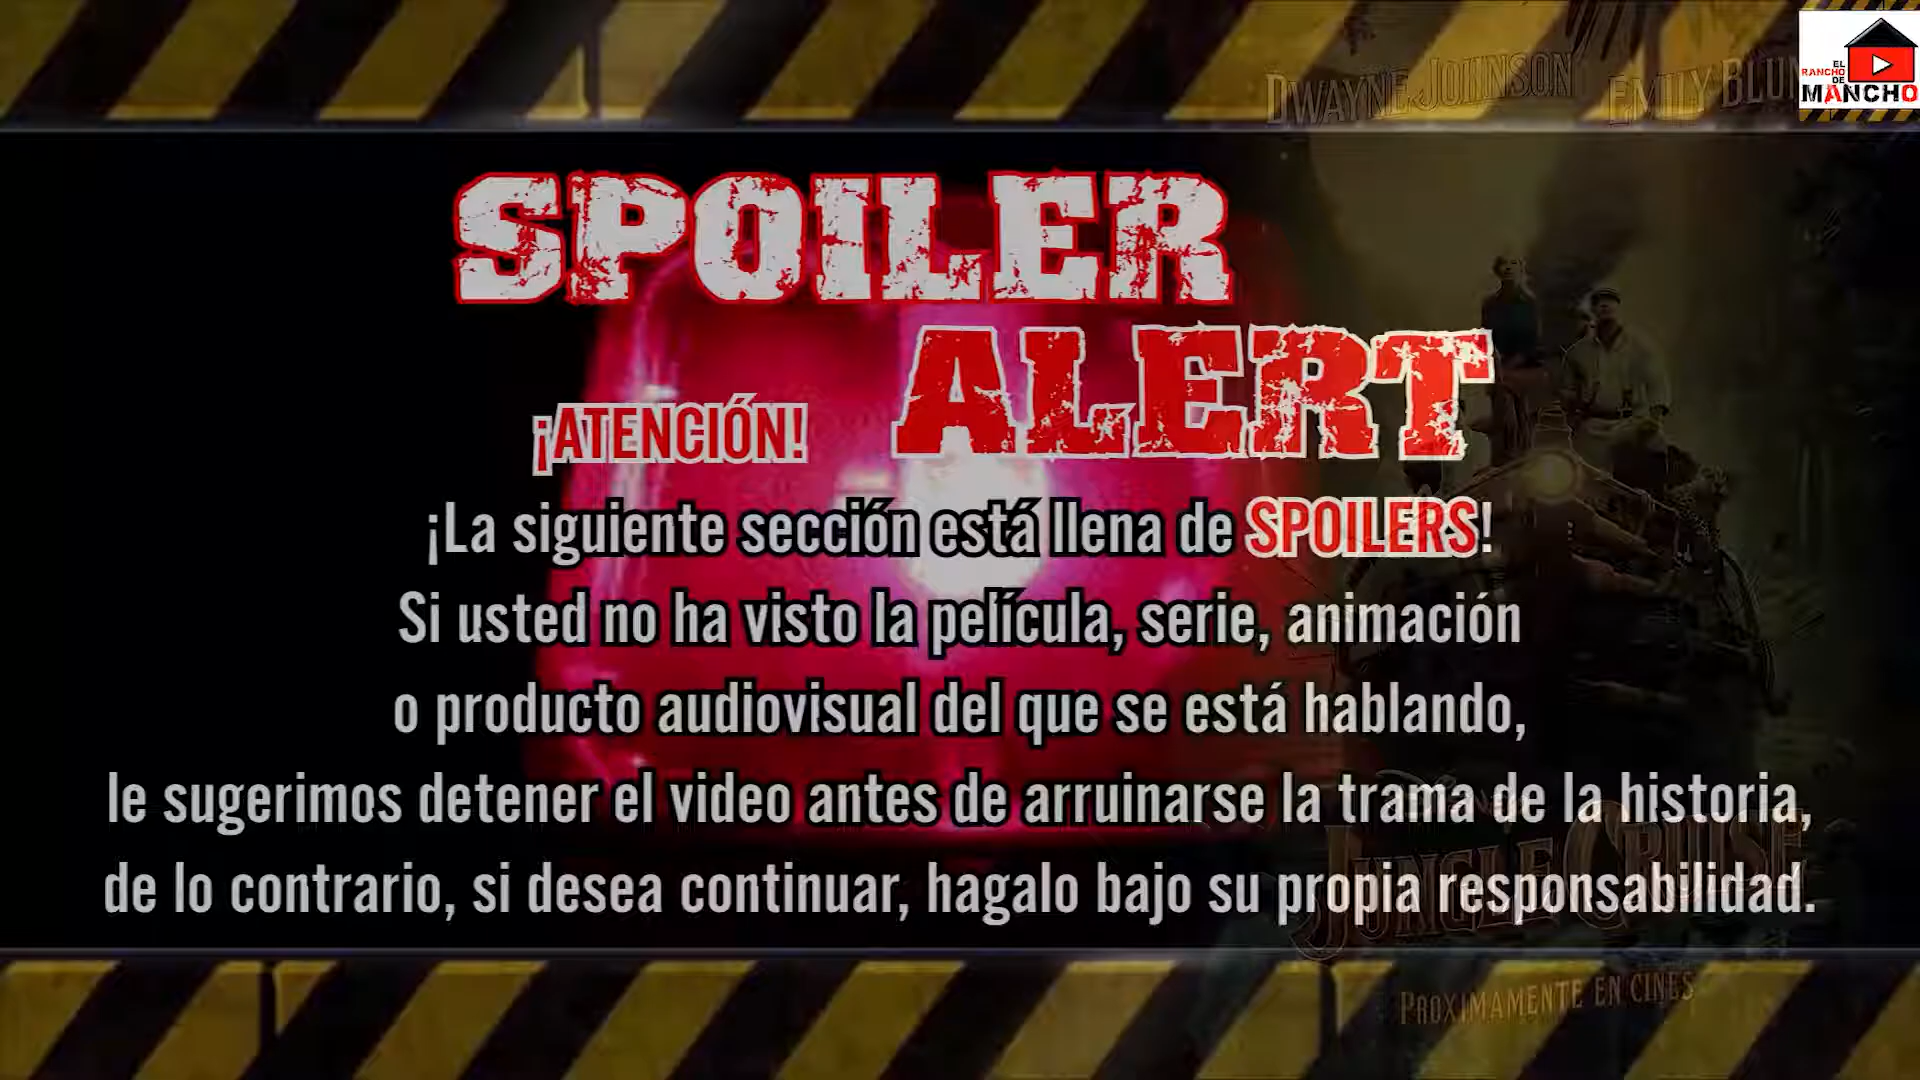 DWAYNE JOHNSON EMILY BLUN
EL
RANCHO
DE
MANCHO
SPOILER
ALERT
¡ATENCIÓN!
¡La siguiente sección está llena de SPOILERS!
Si usted no ha visto la película, serie, animación
o producto audiovisual del que se está hablando,
le sugerimos detener el video antes de arruinarse la trama de la historia,
de lo contrario, si desea continuar, hagalo bajo su propia responsabilidad.
DISNEY
JUNGLE CRUISE
PROXIMAMENTE EN CINES